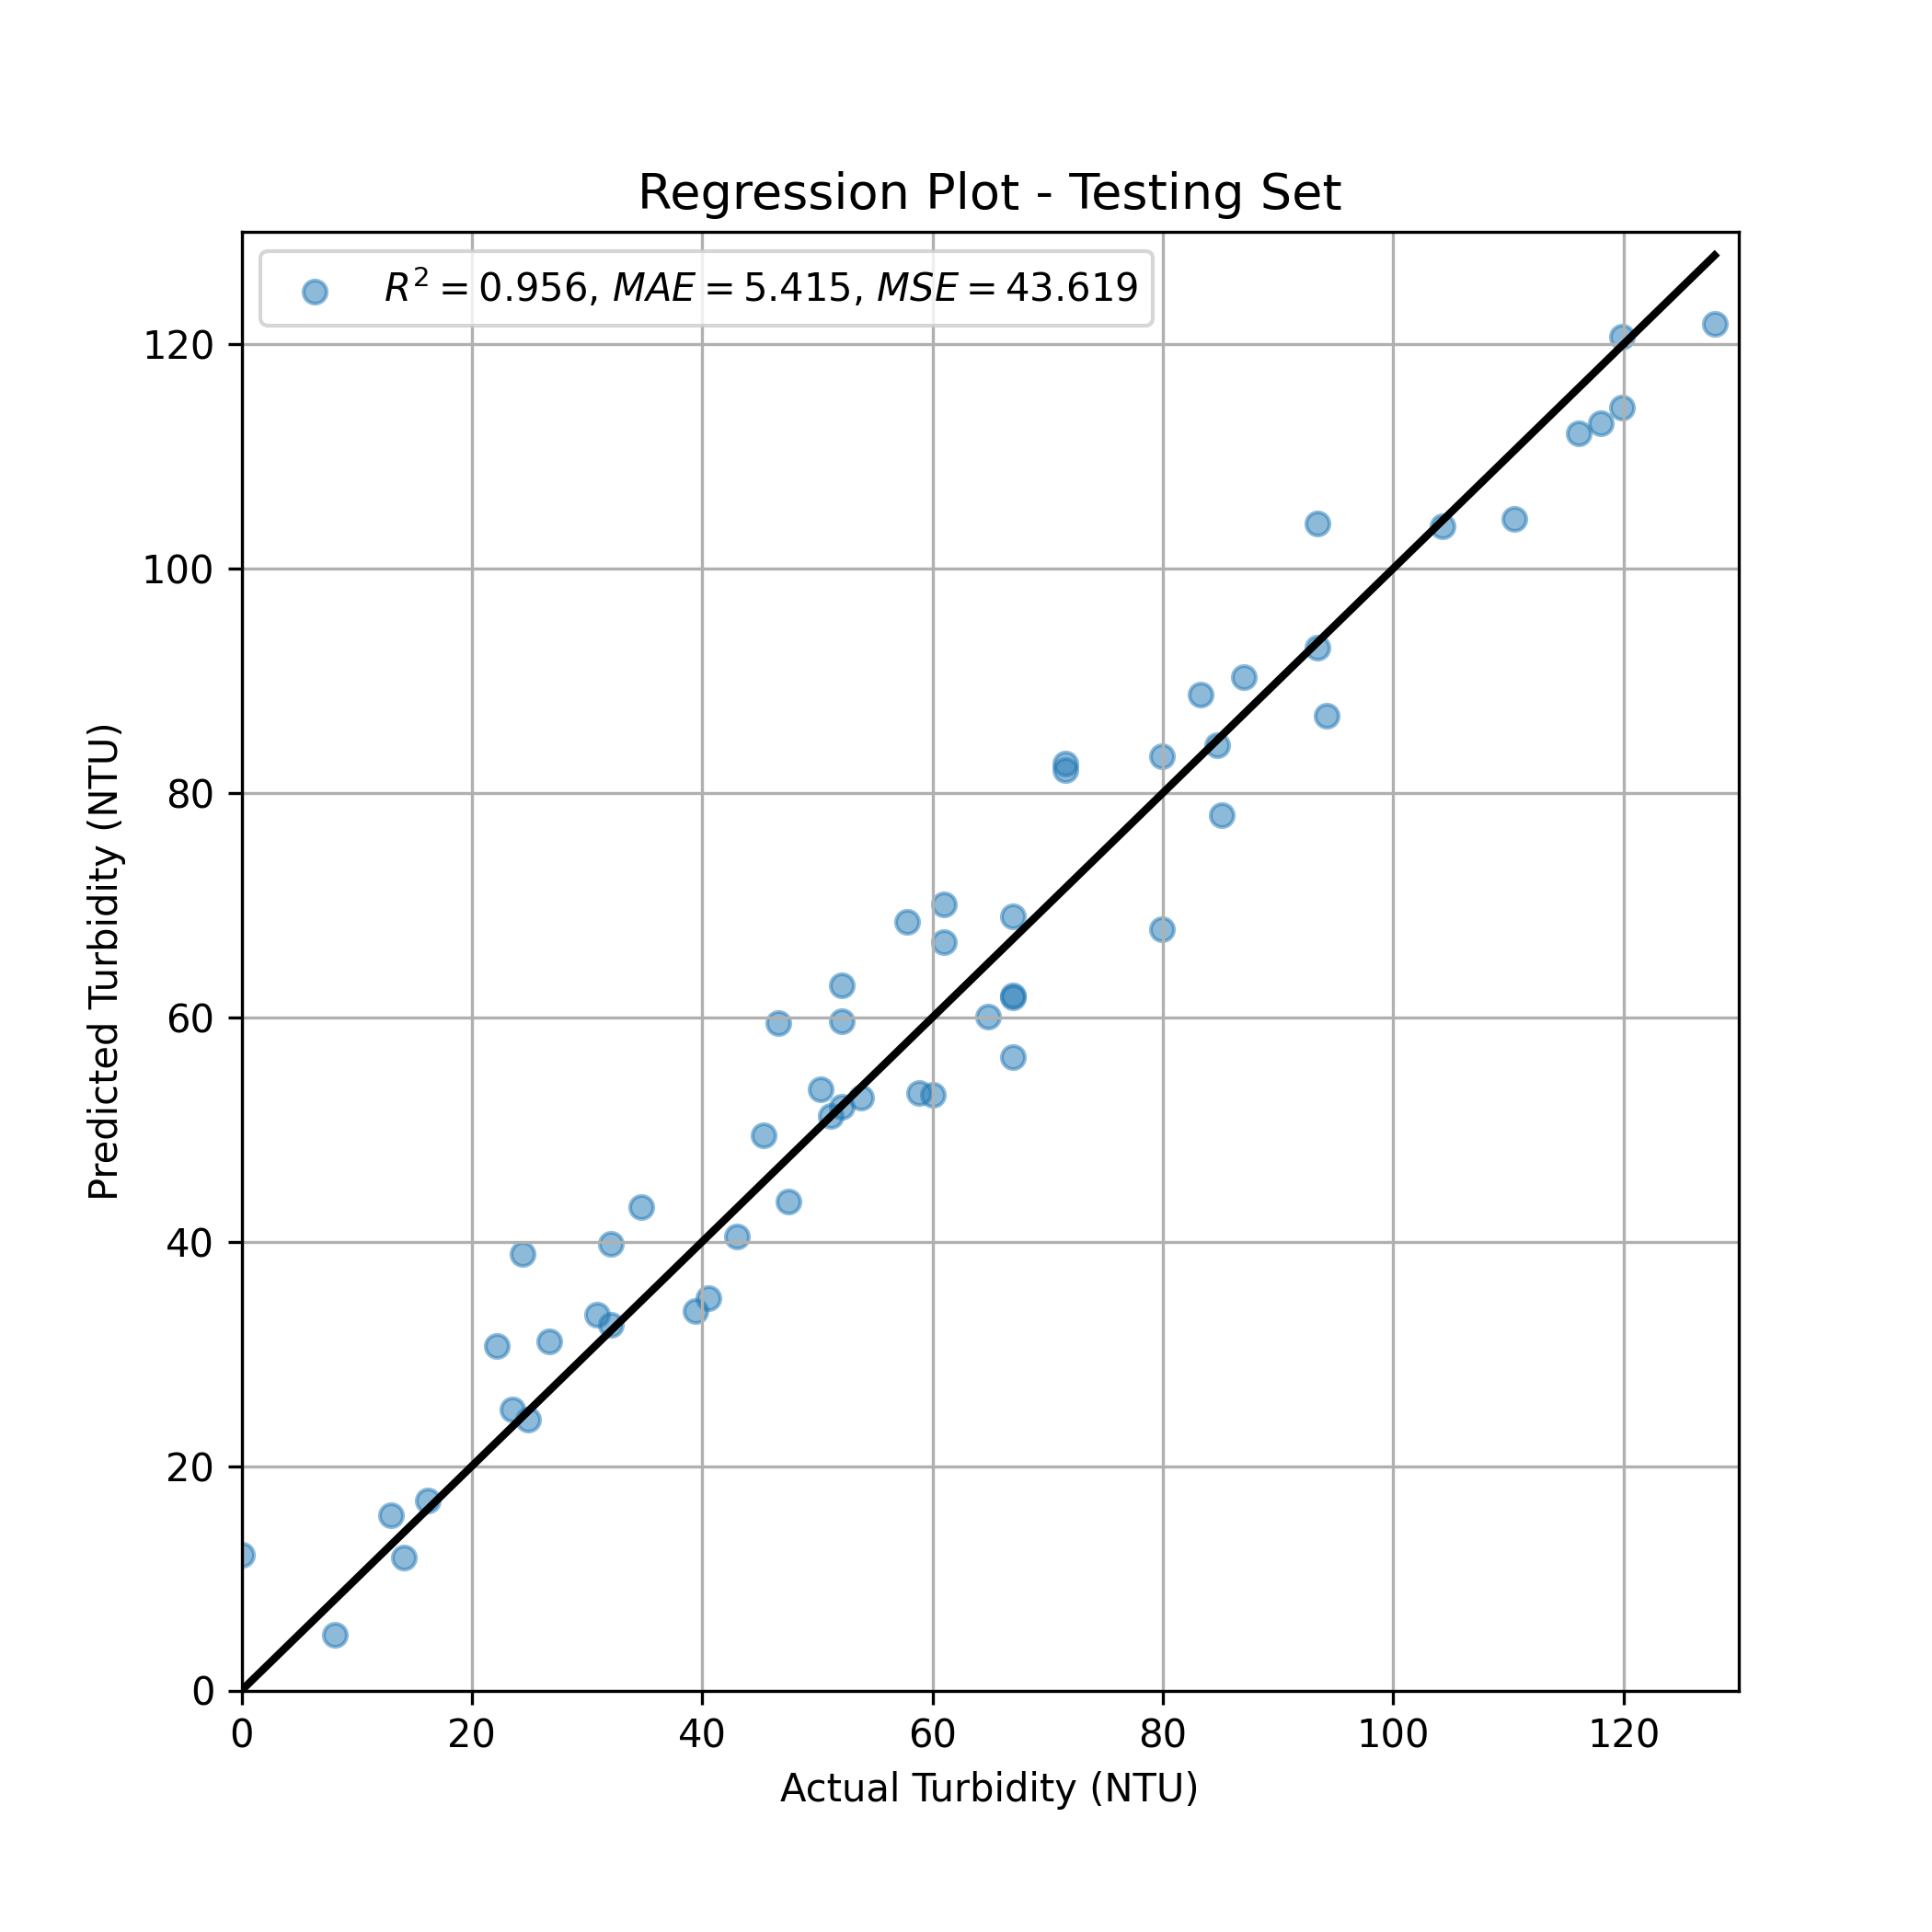 Regression Plot - Testing Set
R² = 0.956, MAE = 5.415, MSE = 43.619
Predicted Turbidity (NTU)
120
100
80
60
40
20
0
0 20 40 60 80 100 120
Actual Turbidity (NTU)